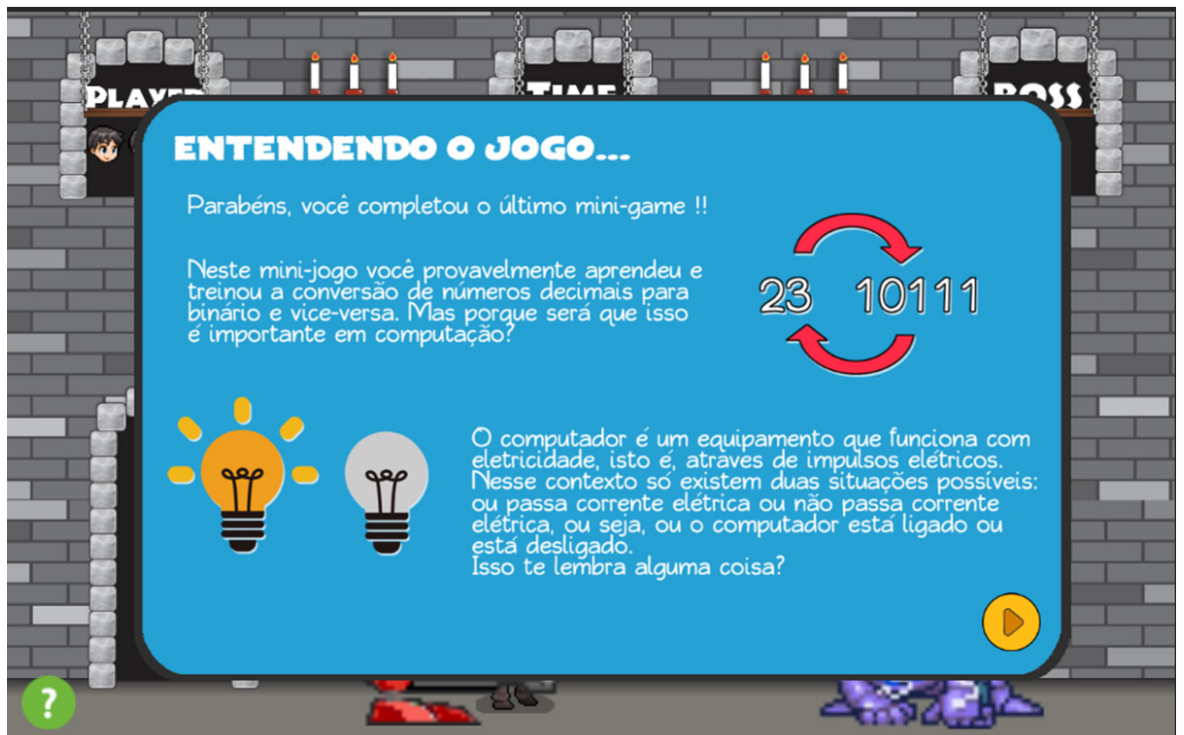 PLAYER
TIME
BOSS
ENTENDENDO O JOGO...
Parabéns, você completou o último mini-game !!
Neste mini-jogo você provavelmente aprendeu e
treinou a conversão de números decimais para
binário e vice-versa. Mas porque será que isso
é importante em computação?
23 10111
O computador é um equipamento que funciona com
eletricidade, isto é, atráves de impulsos elétricos.
Nesse contexto só existem duas situações possíveis:
ou passa corrente elétrica ou não passa corrente
elétrica, ou seja, ou o computador está ligado ou
está desligado.
Isso te lembra alguma coisa?
?